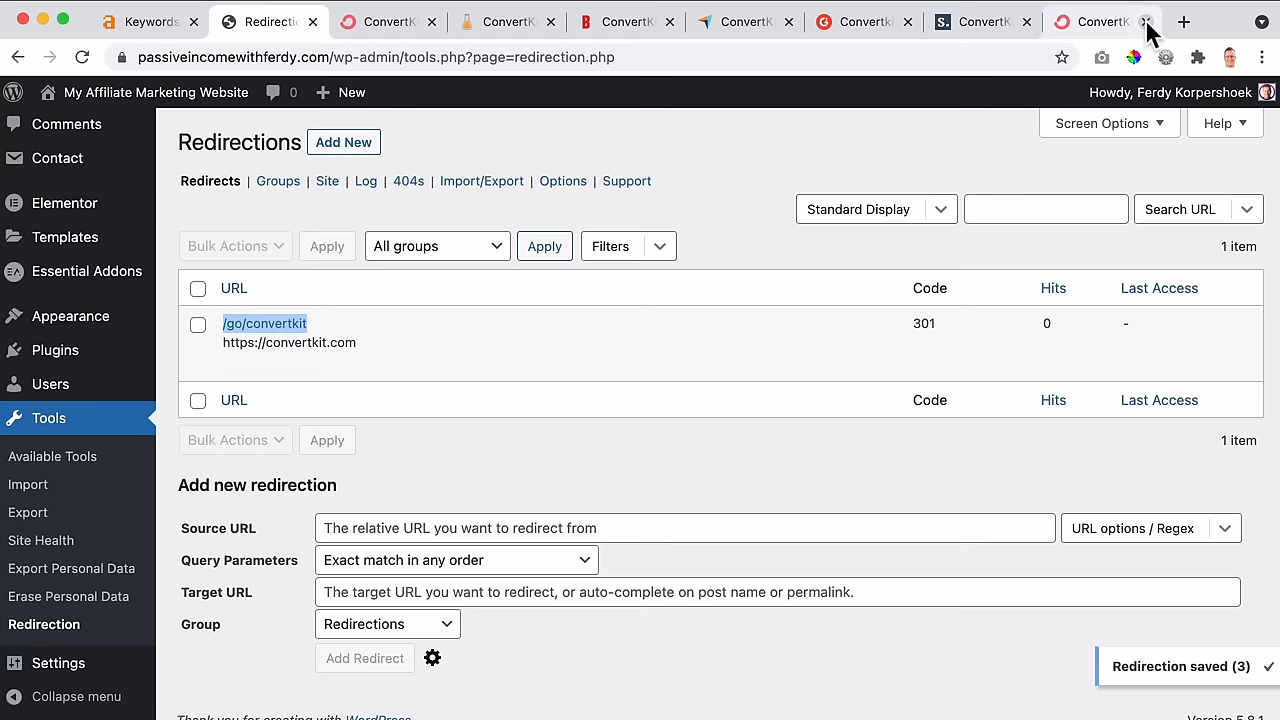 Keywords
Redirecti
ConvertK
ConvertK
ConvertK
ConvertK
Convertki
ConvertK
ConvertK
passiveincomewithferdy.com/wp-admin/tools.php?page=redirection.php
My Affiliate Marketing Website
0
New
Howdy, Ferdy Korpershoek
Comments
Contact
Elementor
Templates
Essential Addons
Appearance
Plugins
Users
Tools
Available Tools
Import
Export
Site Health
Export Personal Data
Erase Personal Data
Redirection
Settings
Collapse menu
Screen Options
Help
Redirections
Add New
Redirects | Groups | Site | Log | 404s | Import/Export | Options | Support
Standard Display
Search URL
Bulk Actions
Apply
All groups
Apply
Filters
1 item
URL Code Hits Last Access
/go/convertkit 301 0 -
https://convertkit.com
URL Code Hits Last Access
Bulk Actions
Apply
1 item
Add new redirection
Source URL
The relative URL you want to redirect from
URL options / Regex
Query Parameters
Exact match in any order
Target URL
The target URL you want to redirect, or auto-complete on post name or permalink.
Group
Redirections
Add Redirect
Redirection saved (3)
Thank you for creating with WordPress
Version 5.8.1